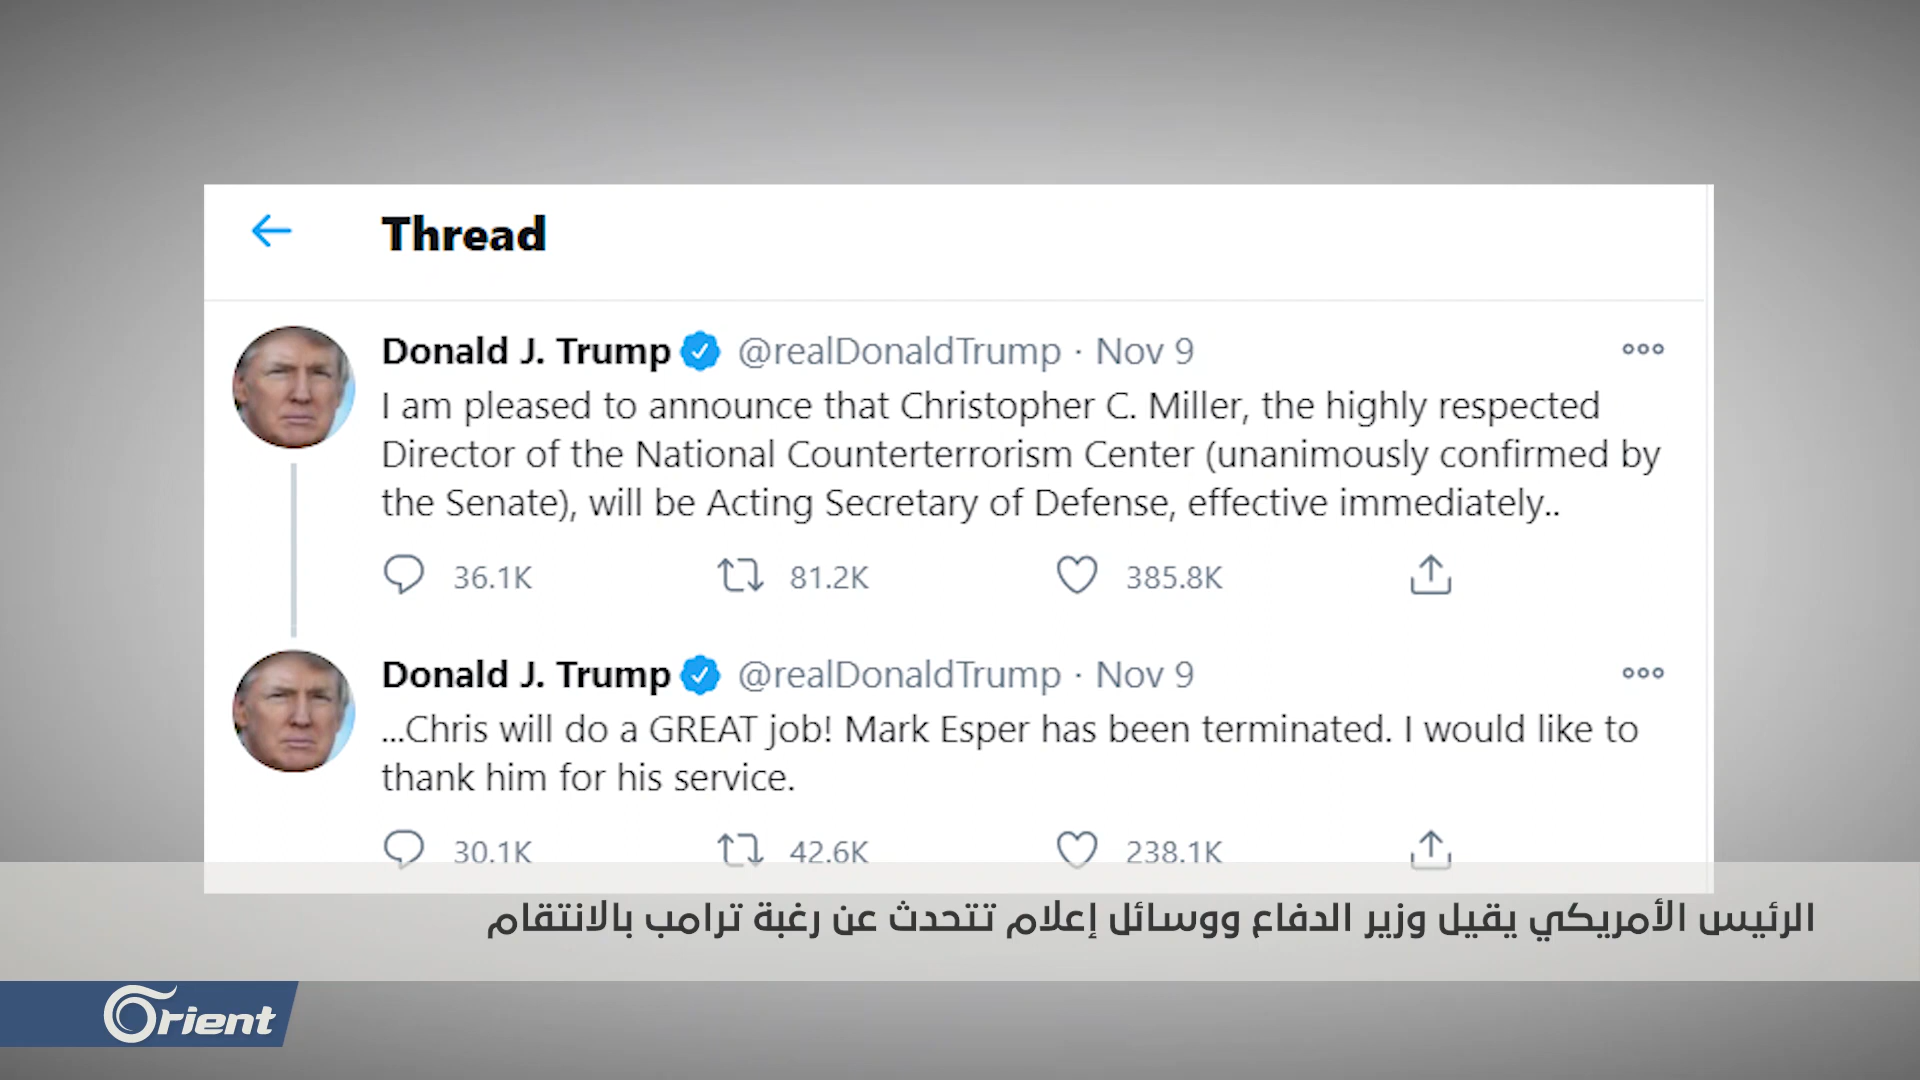 Thread
Donald J. Trump @realDonaldTrump · Nov 9
I am pleased to announce that Christopher C. Miller, the highly respected
Director of the National Counterterrorism Center (unanimously confirmed by
the Senate), will be Acting Secretary of Defense, effective immediately..
36.1K 81.2K 385.8K
Donald J. Trump @realDonaldTrump · Nov 9
...Chris will do a GREAT job! Mark Esper has been terminated. I would like to
thank him for his service.
30.1K 42.6K 238.1K
الرئيس الأمريكي يقيل وزير الدفاع ووسائل إعلام تتحدث عن رغبة ترامب بالانتقام
Orient